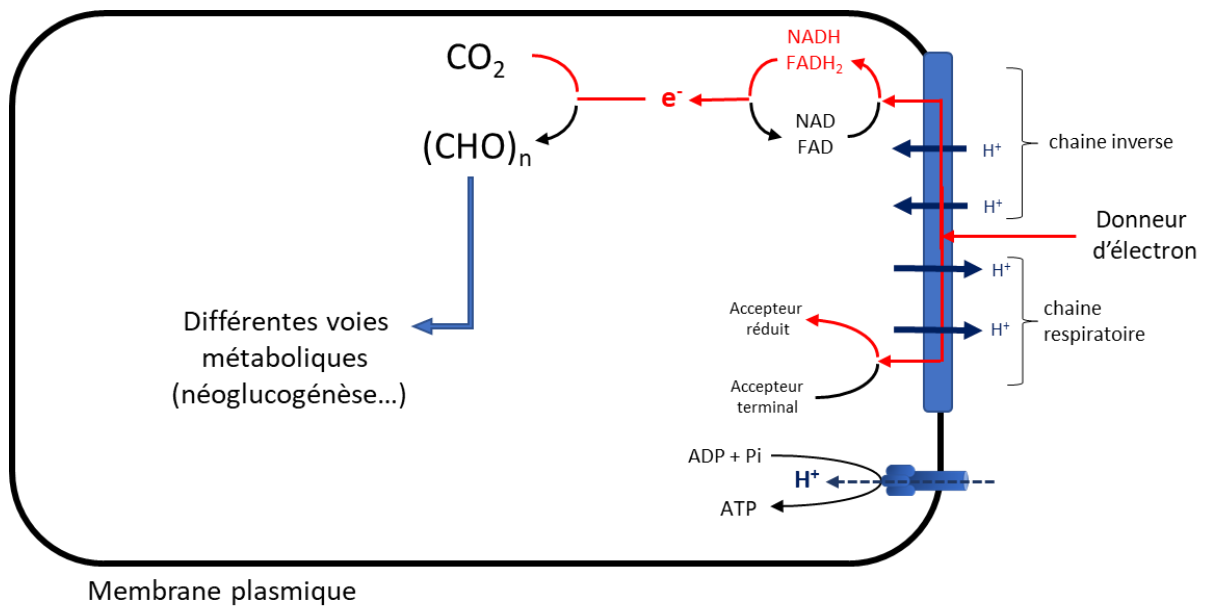 CO₂
(CHO)ₙ
Différentes voies
métaboliques
(néoglucogénèse…)
NADH
FADH₂
e⁻
NAD
FAD
H⁺
H⁺
chaine inverse
Donneur
d’électron
H⁺
H⁺
chaine
respiratoire
Accepteur
réduit
Accepteur
terminal
ADP + Pi
H⁺
ATP
Membrane plasmique